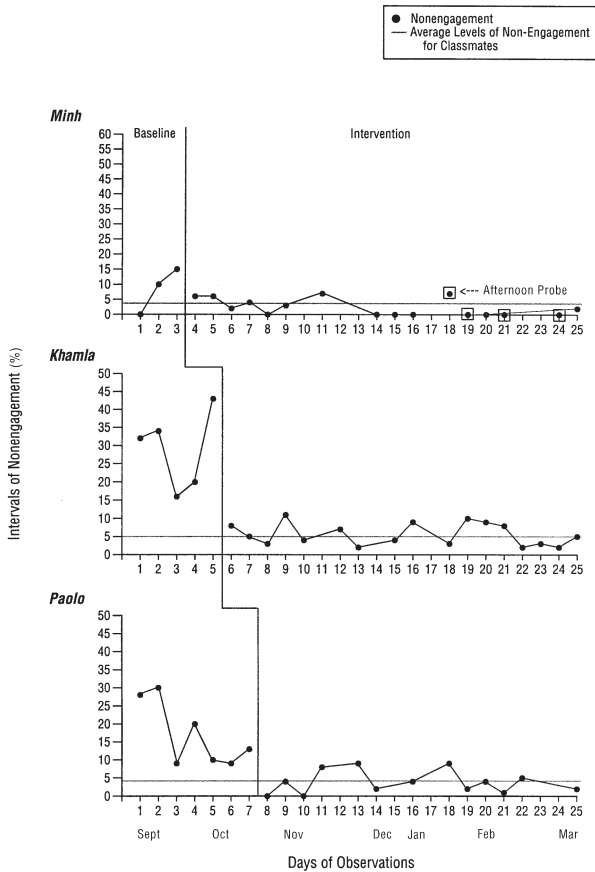 Nonengagement
Average Levels of Non-Engagement
for Classmates
Minh
Baseline
Intervention
60
55
50
45
40
35
30
25
20
15
10
5
0
<--- Afternoon Probe
1 2 3 4 5 6 7 8 9 10 11 12 13 14 15 16 17 18 19 20 21 22 23 24 25
Khamla
50
45
40
35
30
25
20
15
10
5
0
1 2 3 4 5 6 7 8 9 10 11 12 13 14 15 16 17 18 19 20 21 22 23 24 25
Intervals of Nonengagement (%)
Paolo
50
45
40
35
30
25
20
15
10
5
0
1 2 3 4 5 6 7 8 9 10 11 12 13 14 15 16 17 18 19 20 21 22 23 24 25
Sept Oct Nov Dec Jan Feb Mar
Days of Observations